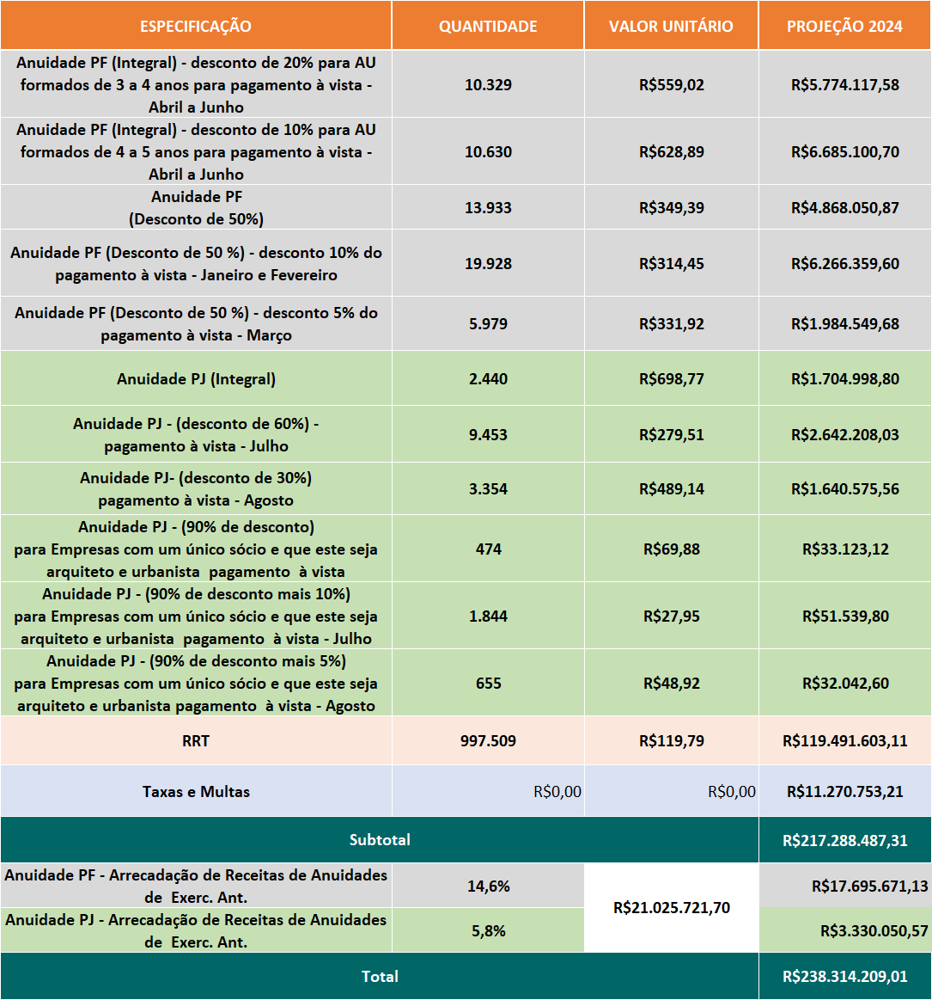 ESPECIFICAÇÃO QUANTIDADE VALOR UNITÁRIO PROJEÇÃO 2024
Anuidade PF (Integral) - desconto de 20% para AU
formados de 3 a 4 anos para pagamento à vista -
Abril a Junho
10.329 R$559,02 R$5.774.117,58
Anuidade PF (Integral) - desconto de 10% para AU
formados de 4 a 5 anos para pagamento à vista -
Abril a Junho
10.630 R$628,89 R$6.685.100,70
Anuidade PF
(Desconto de 50%)
13.933 R$349,39 R$4.868.050,87
Anuidade PF (Desconto de 50 %) - desconto 10% do
pagamento à vista - Janeiro e Fevereiro
19.928 R$314,45 R$6.266.359,60
Anuidade PF (Desconto de 50 %) - desconto 5% do
pagamento à vista - Março
5.979 R$331,92 R$1.984.549,68
Anuidade PJ (Integral) 2.440 R$698,77 R$1.704.998,80
Anuidade PJ - (desconto de 60%) -
pagamento à vista - Julho
9.453 R$279,51 R$2.642.208,03
Anuidade PJ- (desconto de 30%)
pagamento à vista - Agosto
3.354 R$489,14 R$1.640.575,56
Anuidade PJ - (90% de desconto)
para Empresas com um único sócio e que este seja
arquiteto e urbanista  pagamento  à vista
474 R$69,88 R$33.123,12
Anuidade PJ - (90% de desconto mais 10%)
para Empresas com um único sócio e que este seja
arquiteto e urbanista  pagamento  à vista - Julho
1.844 R$27,95 R$51.539,80
Anuidade PJ - (90% de desconto mais 5%)
para Empresas com um único sócio e que este seja
arquiteto e urbanista pagamento  à vista - Agosto
655 R$48,92 R$32.042,60
RRT 997.509 R$119,79 R$119.491.603,11
Taxas e Multas R$0,00 R$0,00 R$11.270.753,21
Subtotal R$217.288.487,31
Anuidade PF - Arrecadação de Receitas de Anuidades
de  Exerc. Ant.
14,6% R$21.025.721,70 R$17.695.671,13
Anuidade PJ - Arrecadação de Receitas de Anuidades
de  Exerc. Ant.
5,8% R$3.330.050,57
Total R$238.314.209,01